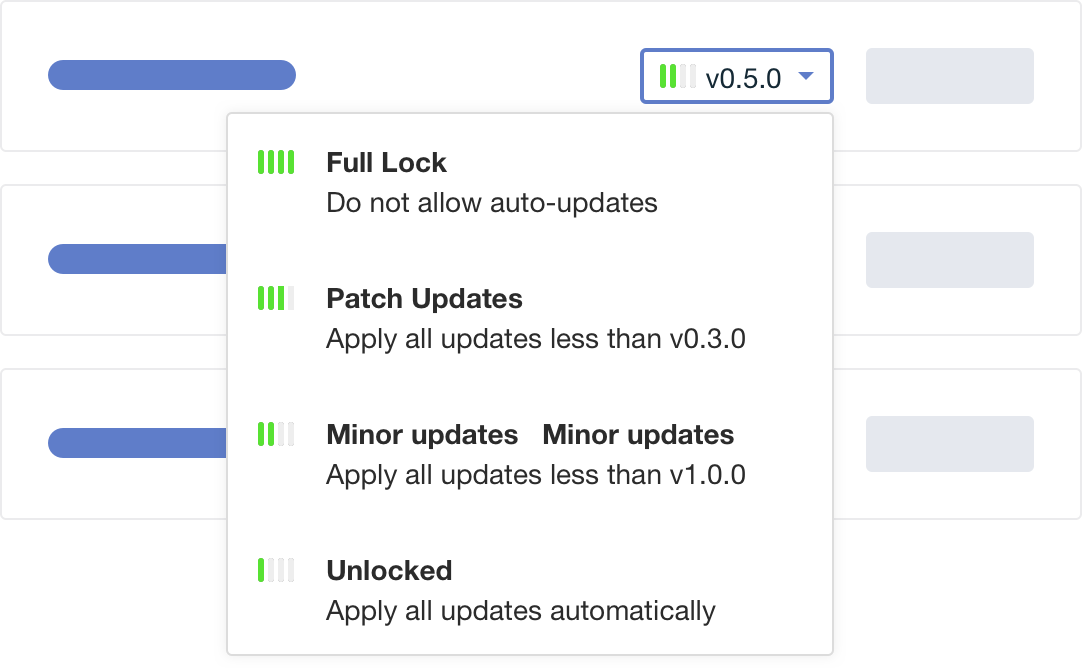 v0.5.0
Full Lock
Do not allow auto-updates
Patch Updates
Apply all updates less than v0.3.0
Minor updates Minor updates
Apply all updates less than v1.0.0
Unlocked
Apply all updates automatically